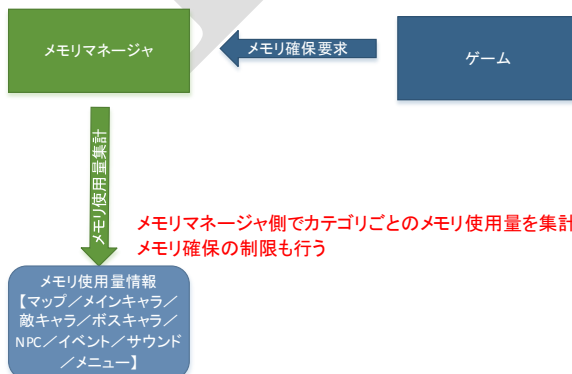 メモリマネージャ
メモリ確保要求
ゲーム
メモリ使用量集計
メモリマネージャ側でカテゴリごとのメモリ使用量を集計
メモリ確保の制限も行う
メモリ使用量情報
【マップ／メインキャラ／
敵キャラ／ボスキャラ／
NPC／イベント／サウンド
／メニュー】